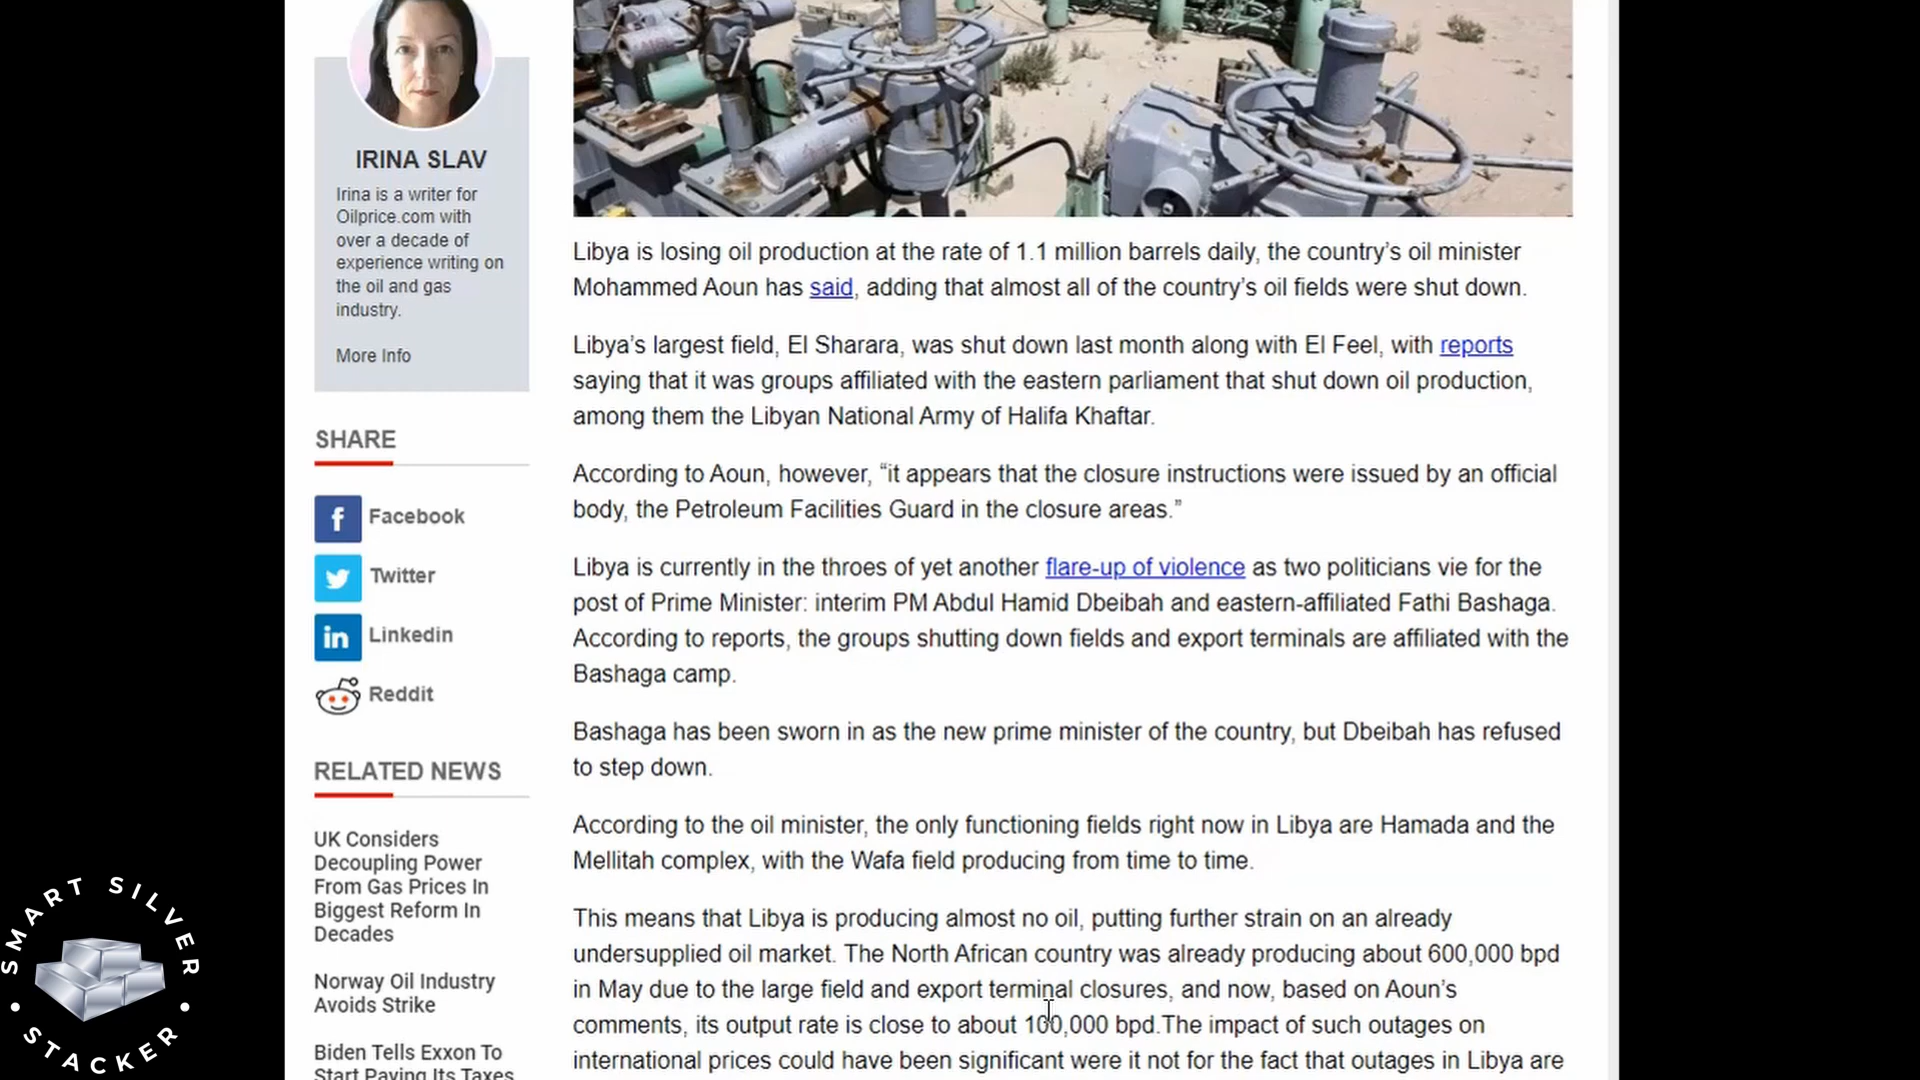 IRINA SLAV
Irina is a writer for
Oilprice.com with
over a decade of
experience writing on
the oil and gas
industry.
More Info
SHARE
Facebook
Twitter
Linkedin
Reddit
RELATED NEWS
UK Considers
Decoupling Power
From Gas Prices In
Biggest Reform In
Decades
Norway Oil Industry
Avoids Strike
Biden Tells Exxon To
Start Paying Its Taxes
Libya is losing oil production at the rate of 1.1 million barrels daily, the country’s oil minister
Mohammed Aoun has said, adding that almost all of the country’s oil fields were shut down.
Libya’s largest field, El Sharara, was shut down last month along with El Feel, with reports
saying that it was groups affiliated with the eastern parliament that shut down oil production,
among them the Libyan National Army of Halifa Khaftar.
According to Aoun, however, “it appears that the closure instructions were issued by an official
body, the Petroleum Facilities Guard in the closure areas.”
Libya is currently in the throes of yet another flare-up of violence as two politicians vie for the
post of Prime Minister: interim PM Abdul Hamid Dbeibah and eastern-affiliated Fathi Bashaga.
According to reports, the groups shutting down fields and export terminals are affiliated with the
Bashaga camp.
Bashaga has been sworn in as the new prime minister of the country, but Dbeibah has refused
to step down.
According to the oil minister, the only functioning fields right now in Libya are Hamada and the
Mellitah complex, with the Wafa field producing from time to time.
This means that Libya is producing almost no oil, putting further strain on an already
undersupplied oil market. The North African country was already producing about 600,000 bpd
in May due to the large field and export terminal closures, and now, based on Aoun’s
comments, its output rate is close to about 100,000 bpd.The impact of such outages on
international prices could have been significant were it not for the fact that outages in Libya are
SMART SILVER
• STACKER •